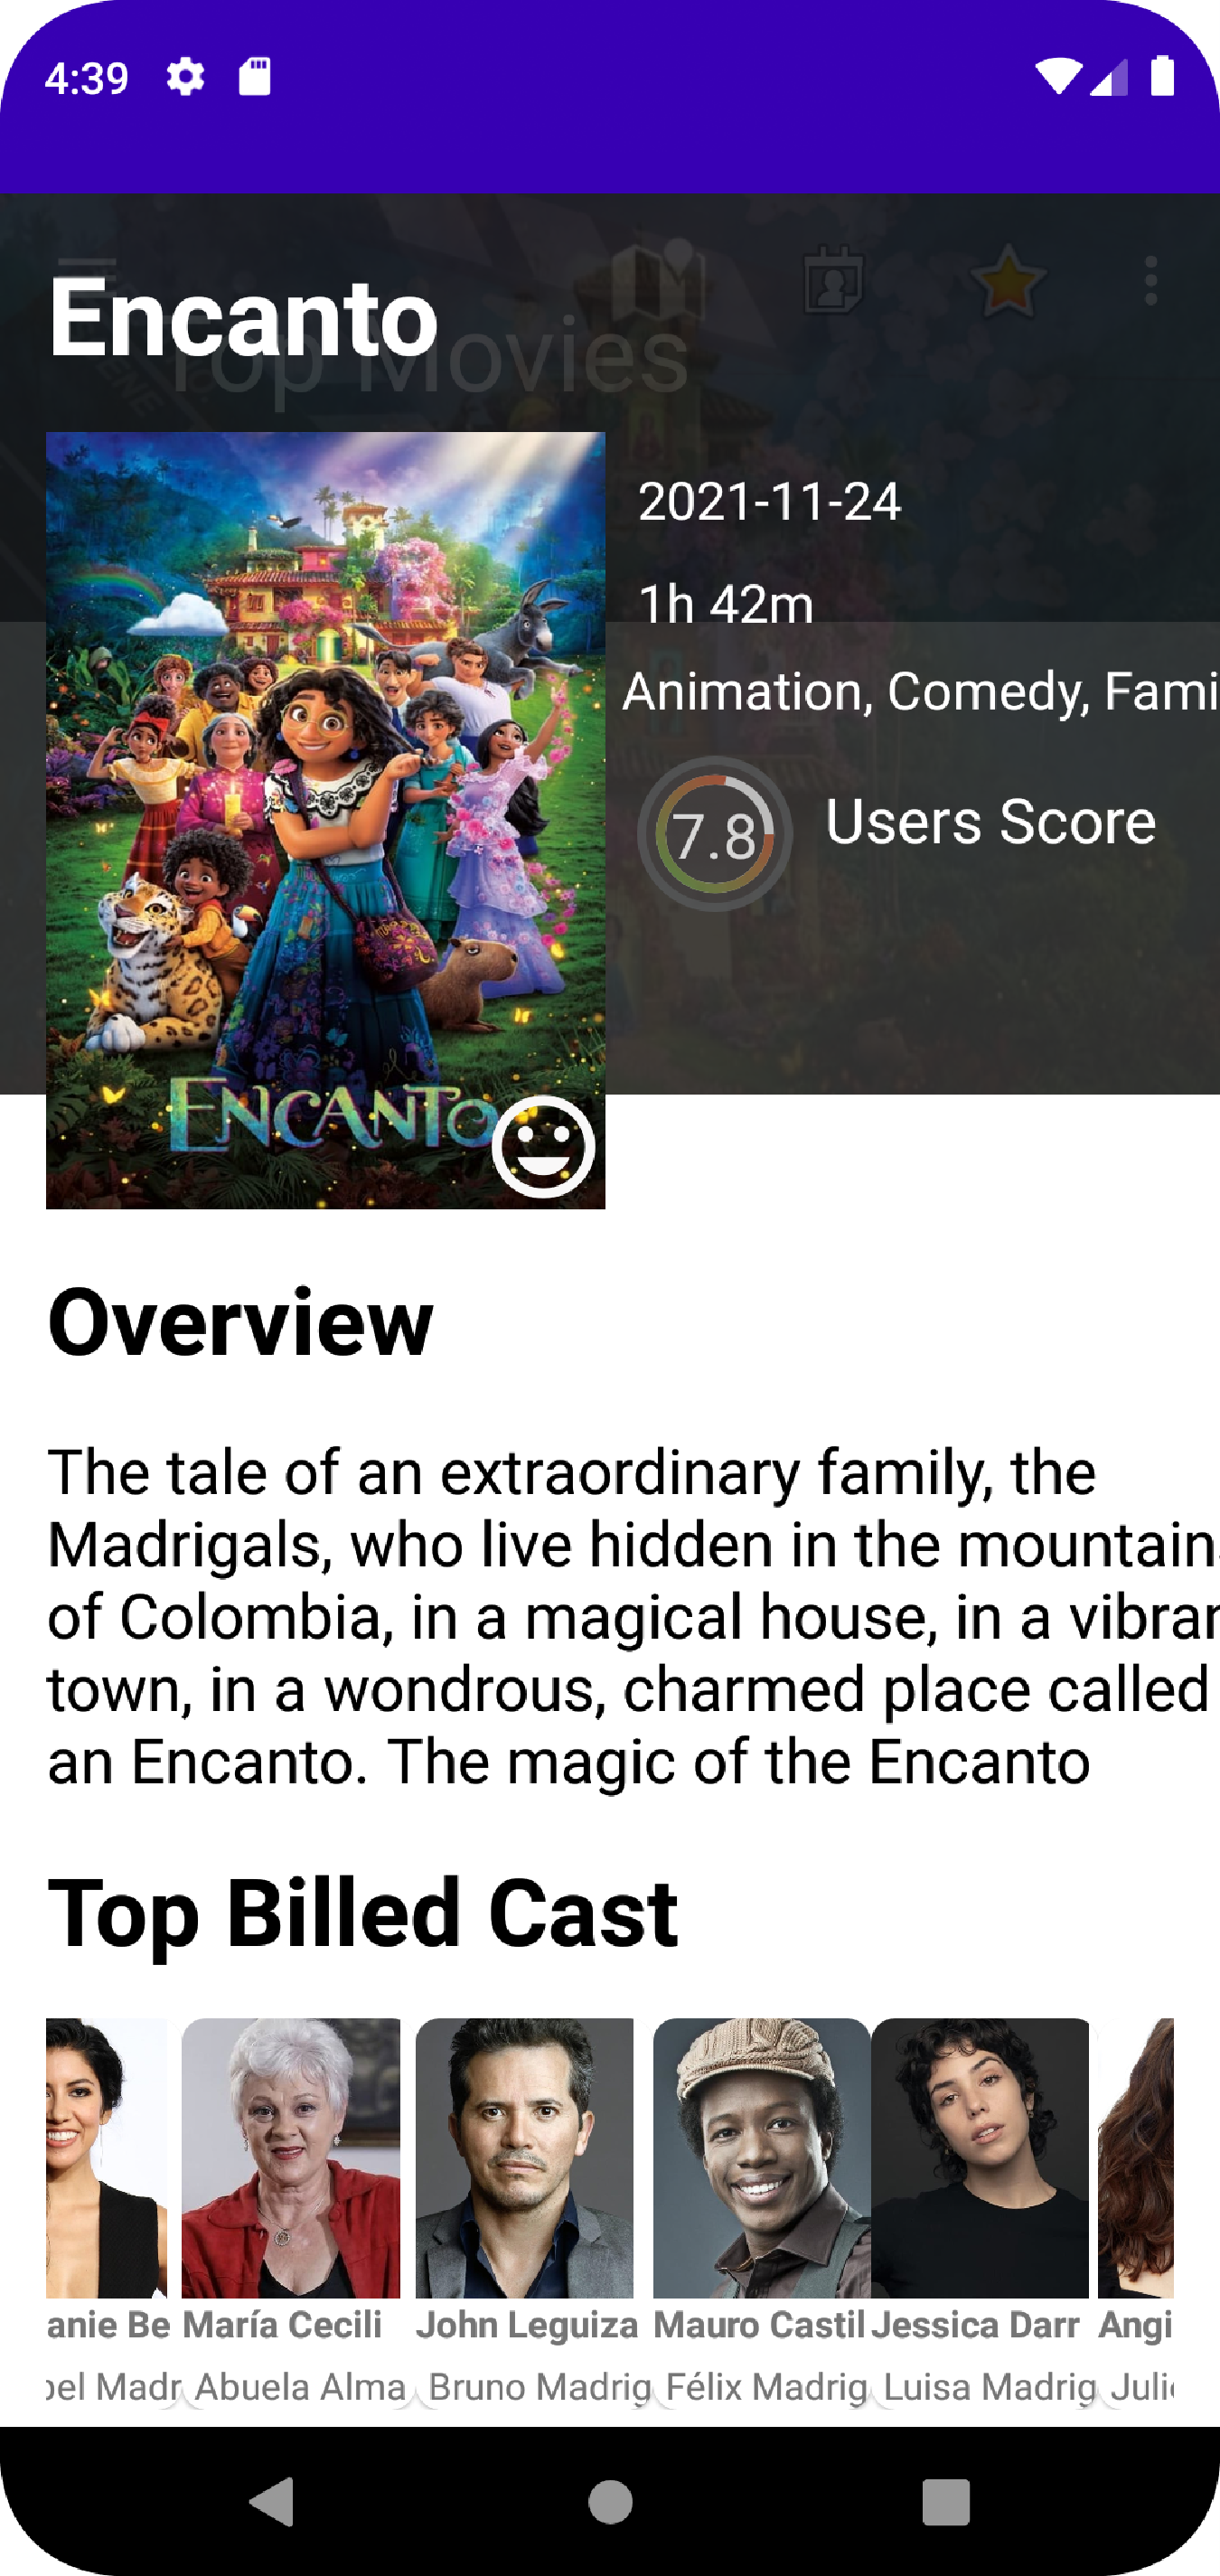 4:39
Encanto
Top Movies
2021-11-24
1h 42m
Animation, Comedy, Fami
7.8
Users Score
ENCANTO
Overview
The tale of an extraordinary family, the
Madrigals, who live hidden in the mountain
of Colombia, in a magical house, in a vibran
town, in a wondrous, charmed place called
an Encanto. The magic of the Encanto
Top Billed Cast
anie Be María Cecili John Leguiza Mauro Castil Jessica Darr Angi
bel Madr Abuela Alma Bruno Madrig Félix Madrig Luisa Madrig Juli